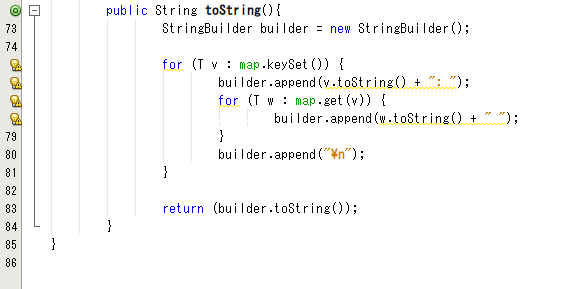 public String toString(){
73 StringBuilder builder = new StringBuilder();
74
for (T v : map.keySet()) {
builder.append(v.toString() + ": ");
for (T w : map.get(v)) {
builder.append(w.toString() + " ");
79 }
80 builder.append("¥n");
81 }
82
83 return (builder.toString());
84 }
85 }
86